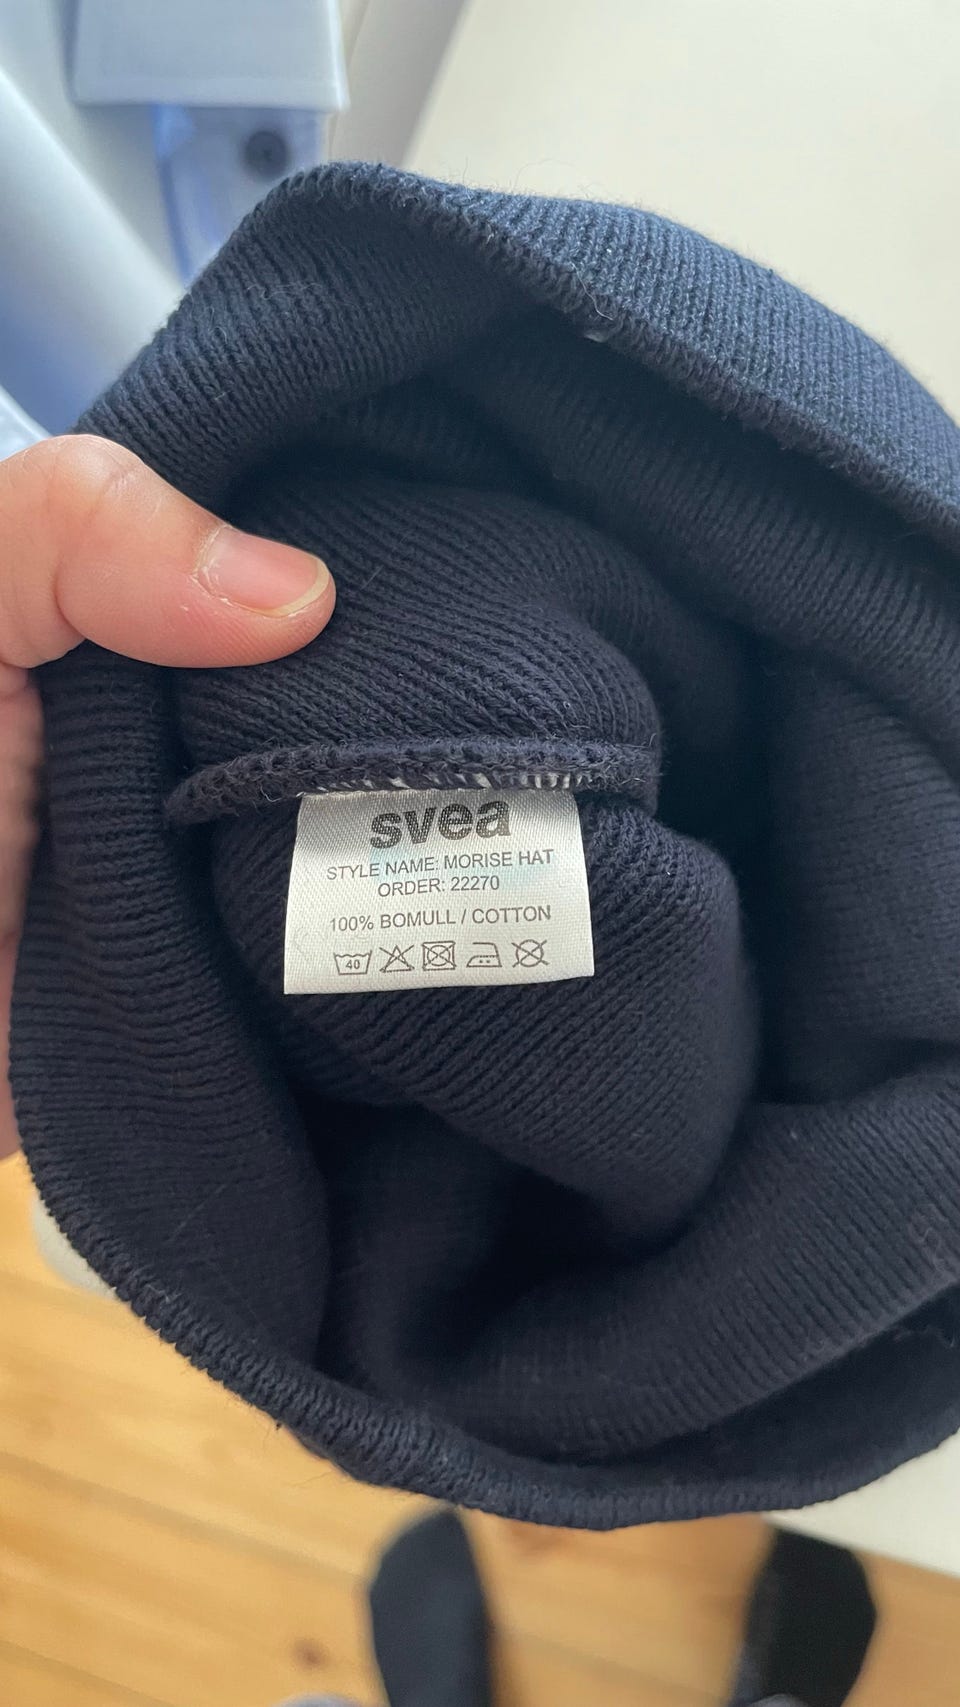 svea
STYLE NAME: MORISE HAT
ORDER: 22270
100% BOMULL / COTTON
40